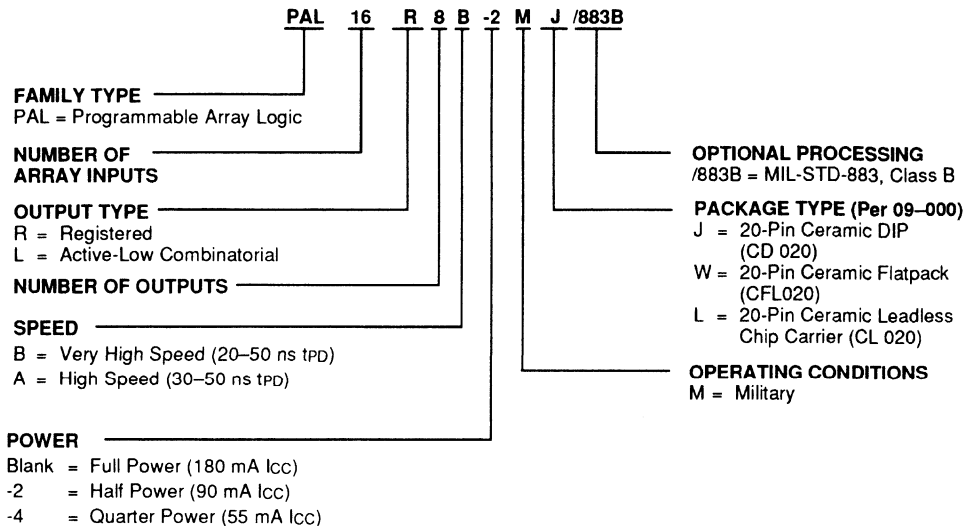 PAL 16 R 8 B -2 M J /883B
FAMILY TYPE
PAL = Programmable Array Logic
NUMBER OF
ARRAY INPUTS
OUTPUT TYPE
R = Registered
L = Active-Low Combinatorial
NUMBER OF OUTPUTS
SPEED
B = Very High Speed (20–50 ns tPD)
A = High Speed (30–50 ns tPD)
POWER
Blank = Full Power (180 mA ICC)
-2 = Half Power (90 mA ICC)
-4 = Quarter Power (55 mA ICC)
OPTIONAL PROCESSING
/883B = MIL-STD-883, Class B
PACKAGE TYPE (Per 09–000)
J = 20-Pin Ceramic DIP
(CD 020)
W = 20-Pin Ceramic Flatpack
(CFL020)
L = 20-Pin Ceramic Leadless
Chip Carrier (CL 020)
OPERATING CONDITIONS
M = Military